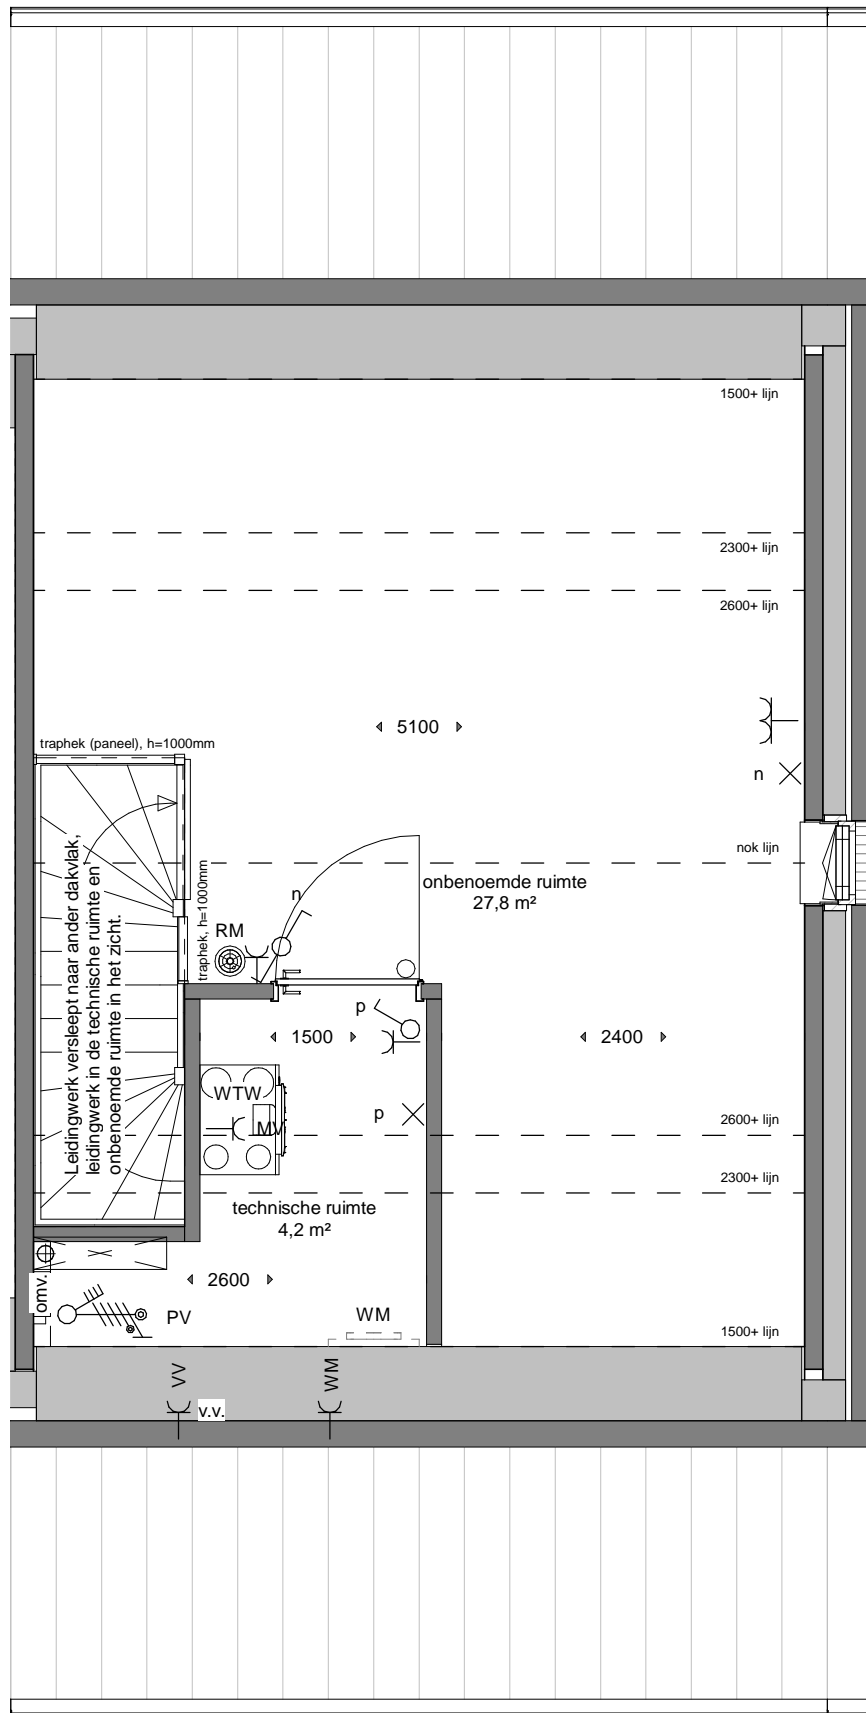 1500+ lijn
2300+ lijn
2600+ lijn
5100
traphek (paneel), h=1000mm
n
nok lijn
onbenoemde ruimte
27,8 m²
n
RM
traphek, h=1000mm
Leidingwerk versleept naar ander dakvlak,
leidingwerk in de technische ruimte en
onbenoemde ruimte in het zicht.
p
1500
2400
WTW
MV
p
2600+ lijn
2300+ lijn
technische ruimte
4,2 m²
2600
omv.
PV
WM
1500+ lijn
VV
WM
v.v.